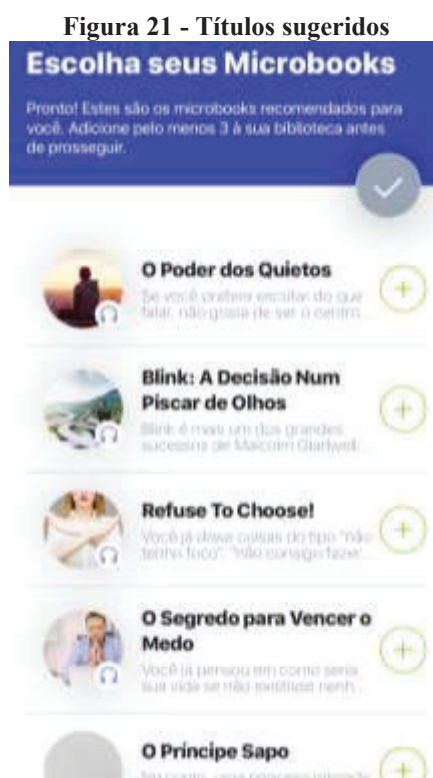 Figura 21 - Títulos sugeridos
Escolha seus Microbooks
Pronto! Estes são os microbooks recomendados para
você. Adicione pelo menos 3 à sua biblioteca antes
de prosseguir.
O Poder dos Quietos
Se você prefere escutar do que
falar, não gosta de ser o centro...
Blink: A Decisão Num
Piscar de Olhos
Blink é mais um dos grandes
sucessos de Malcolm Gladwell...
Refuse To Choose!
Você já disse coisas do tipo "não
tenho foco", "não consigo fazer...
O Segredo para Vencer o
Medo
Você já pensou em como seria
sua vida se não existisse nenh...
O Príncipe Sapo